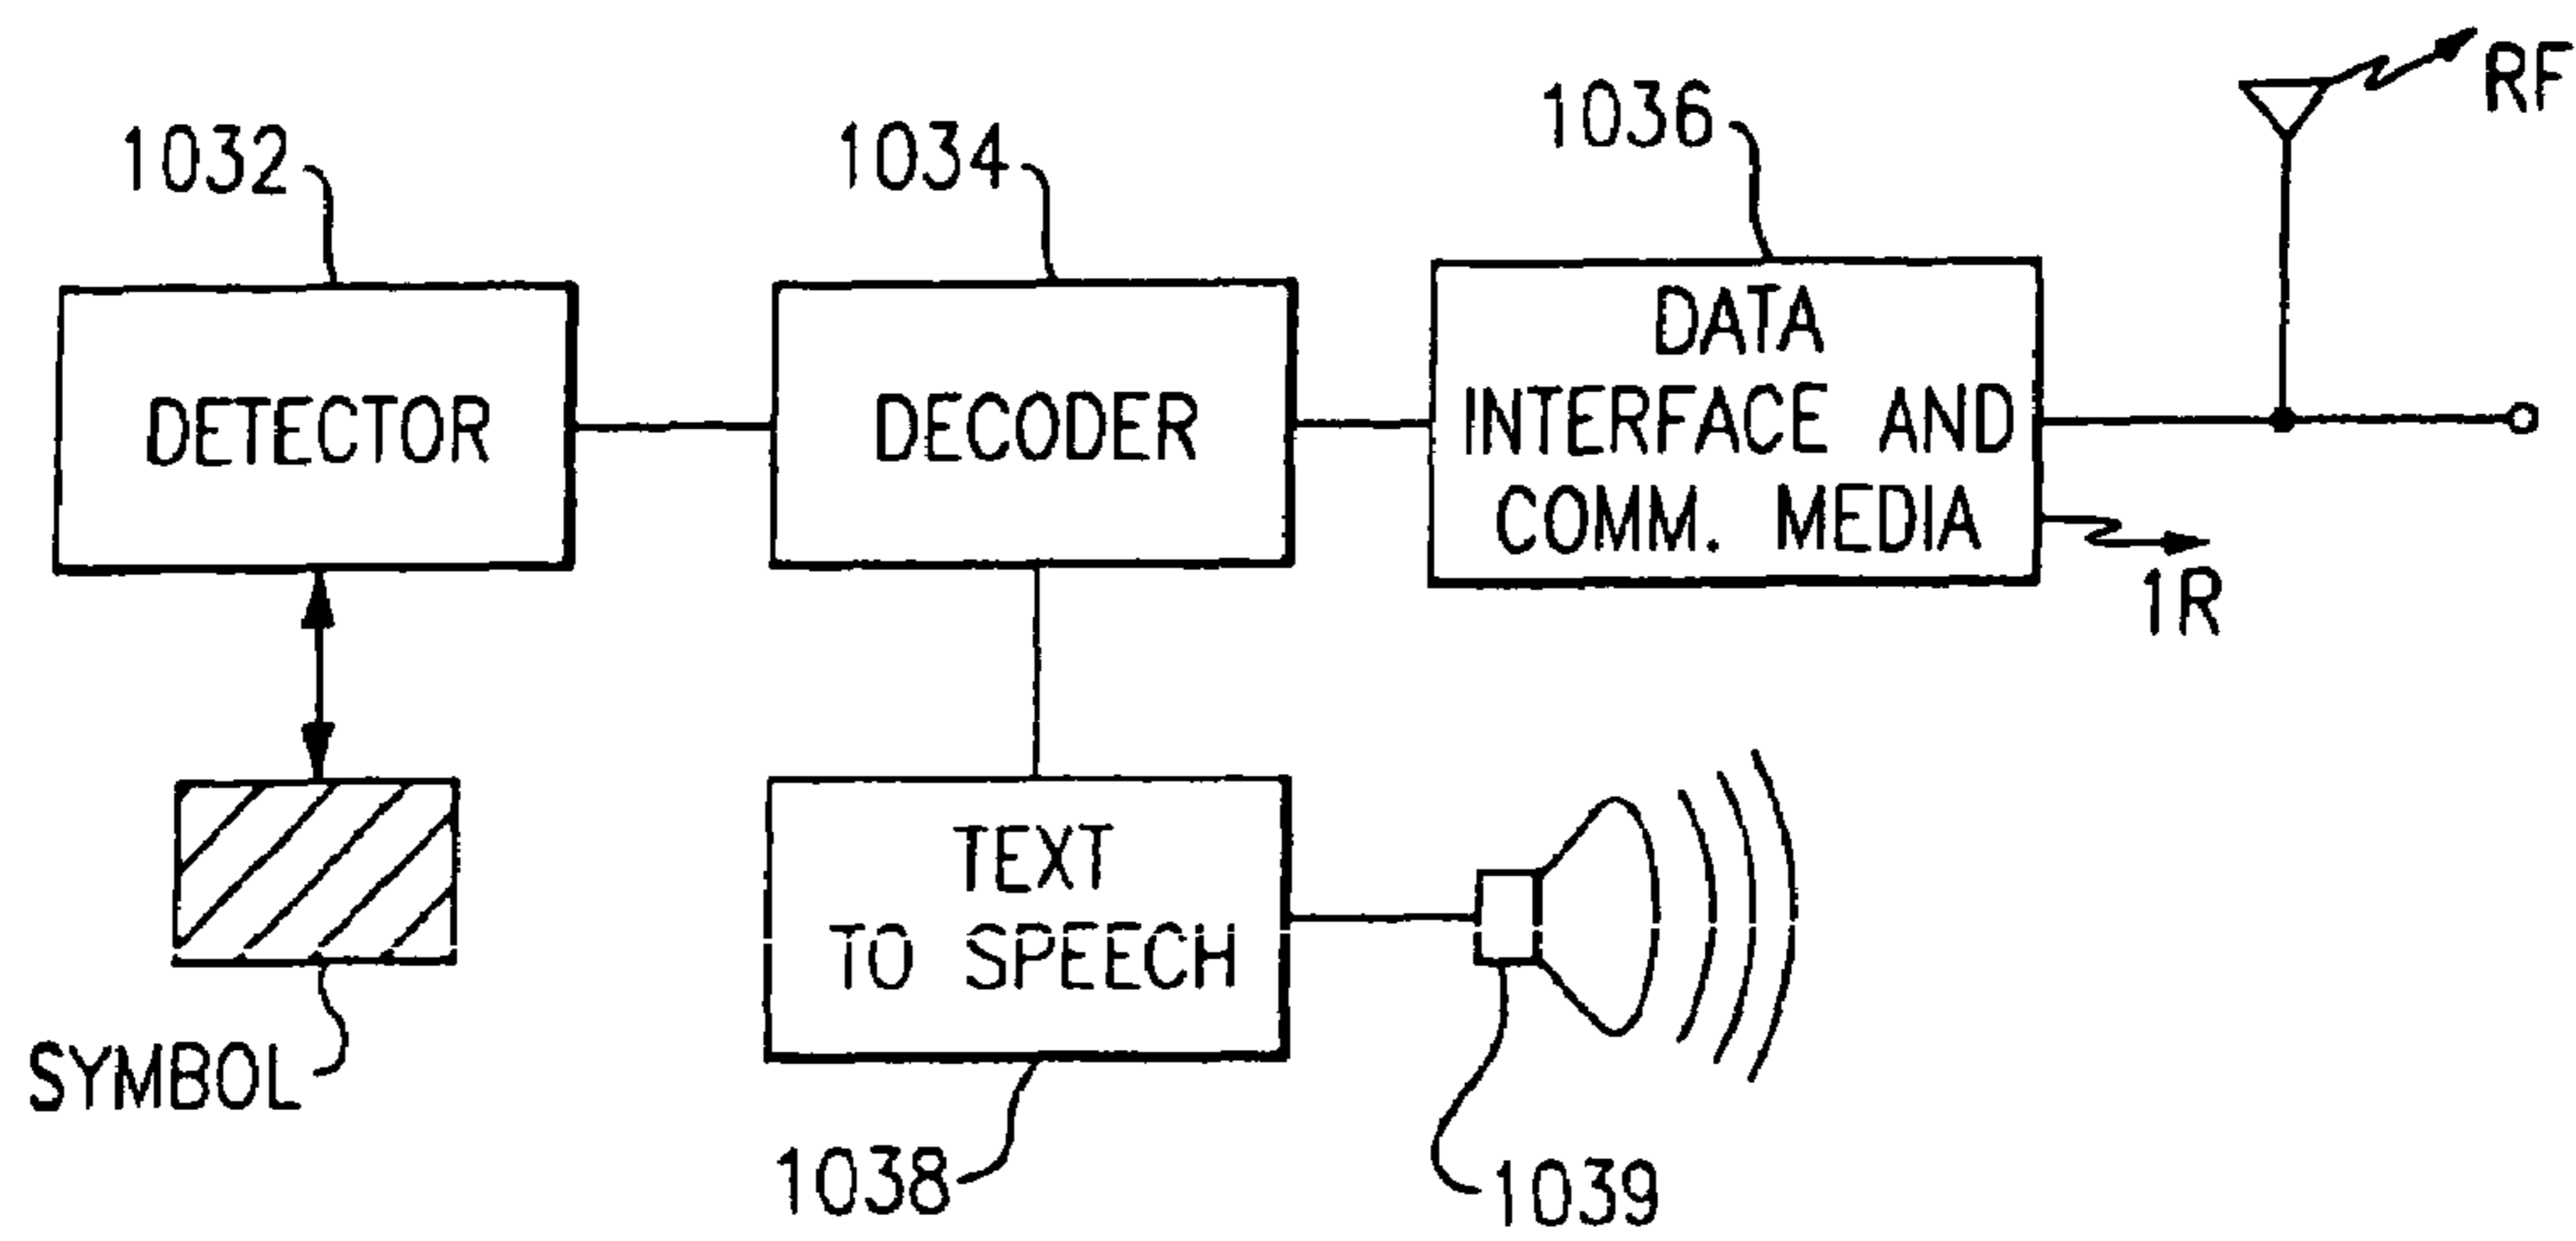 RF
1036
1034
1032
DATA
INTERFACE AND
COMM. MEDIA
DECODER
DETECTOR
1R
TEXT
TO SPEECH
SYMBOL
1038
1039